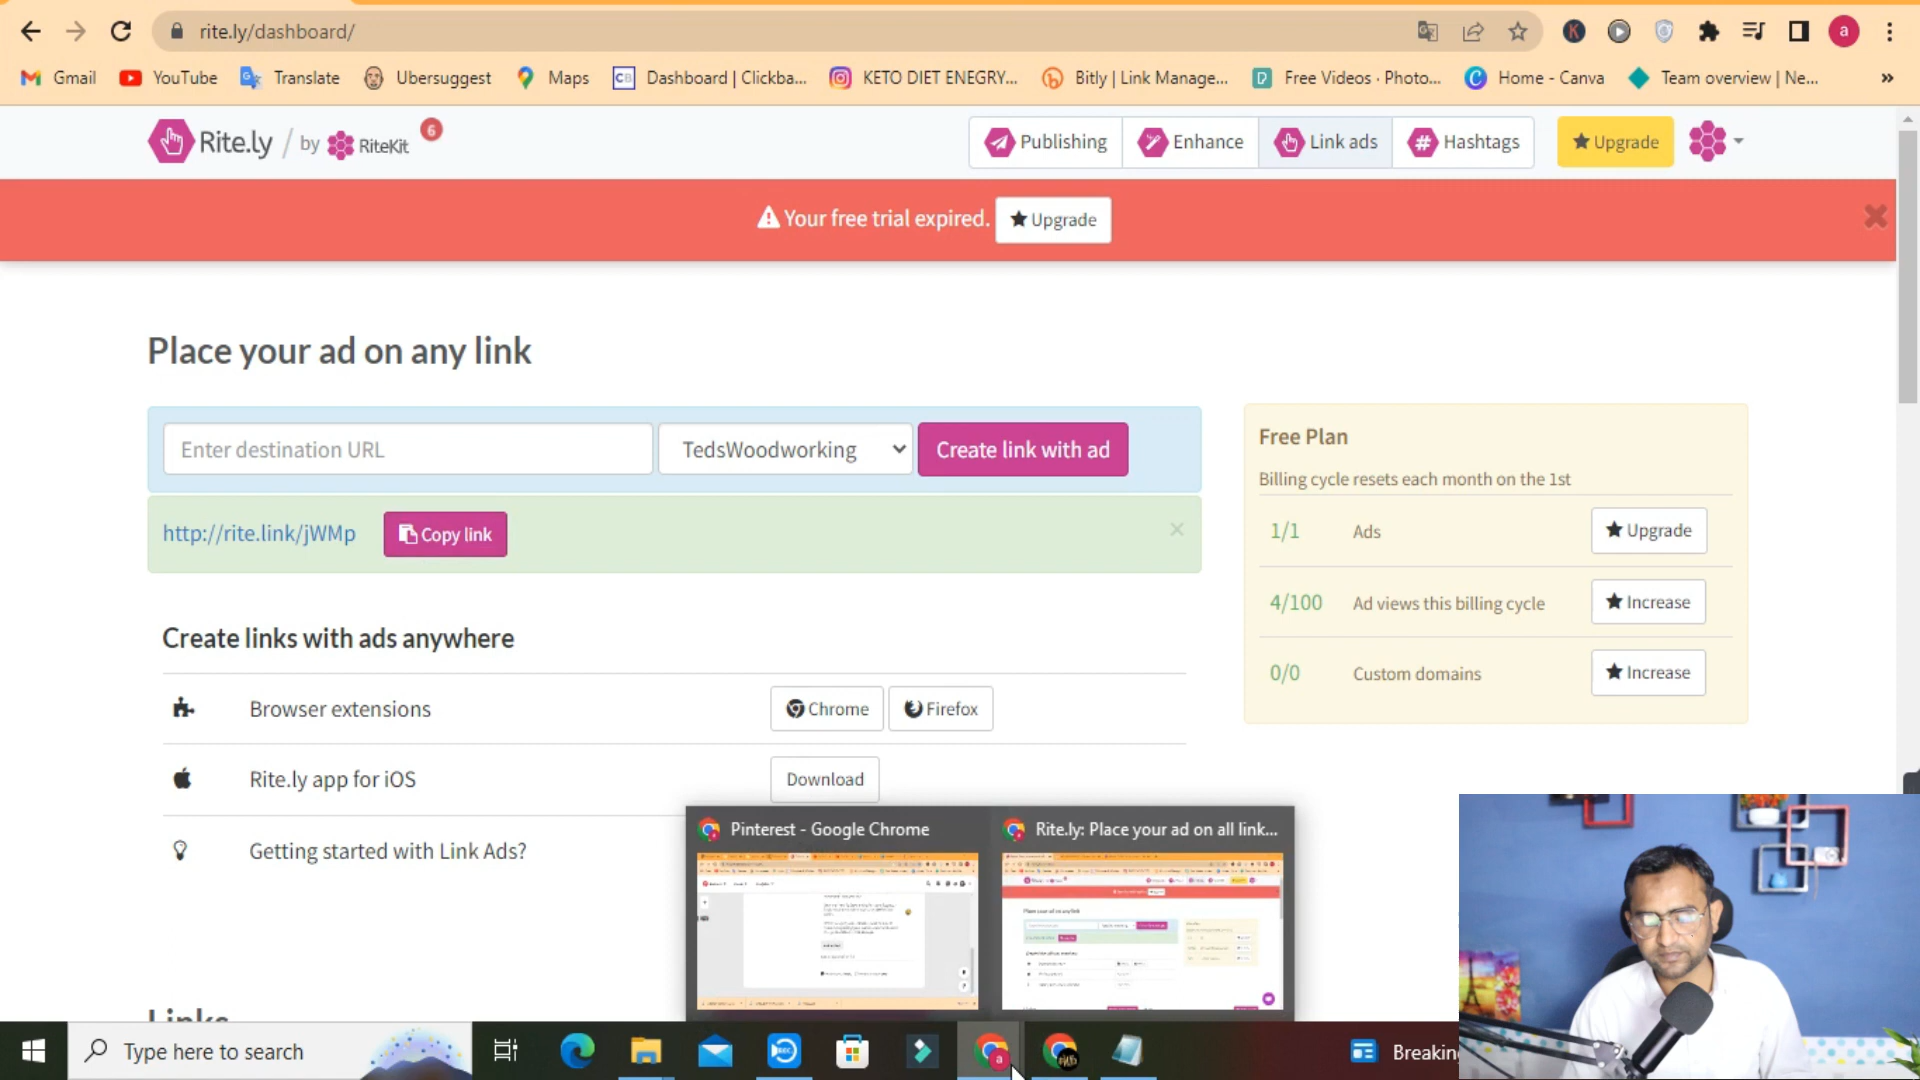 rite.ly/dashboard/
a
Gmail
YouTube
Translate
Ubersuggest
Maps
CB
Dashboard | Clickba...
KETO DIET ENEGRY...
Bitly | Link Manage...
Free Videos · Photo...
Home - Canva
Team overview | Ne...
»
Rite.ly / by RiteKit 6
Publishing
Enhance
Link ads
Hashtags
Upgrade
Your free trial expired. Upgrade
Place your ad on any link
Enter destination URL
TedsWoodworking
Create link with ad
http://rite.link/jWMp
Copy link
Free Plan
Billing cycle resets each month on the 1st
1/1 Ads Upgrade
4/100 Ad views this billing cycle Increase
0/0 Custom domains Increase
Create links with ads anywhere
Browser extensions Chrome Firefox
Rite.ly app for iOS Download
Getting started with Link Ads?
Links
Pinterest - Google Chrome
Rite.ly: Place your ad on all link...
Type here to search
REC
a